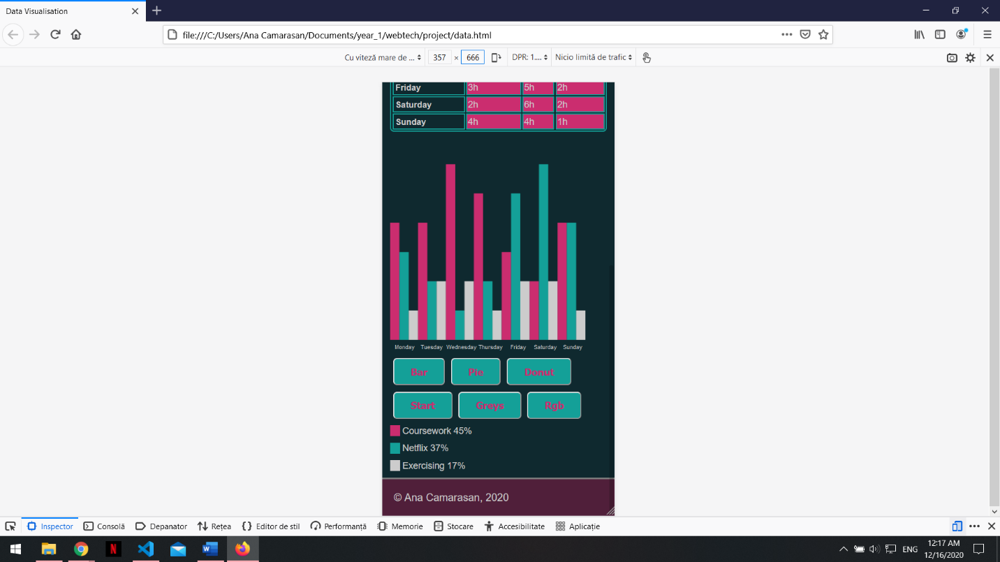 Data Visualisation
file:///C:/Users/Ana Camarasan/Documents/year_1/webtech/project/data.html
Cu viteză mare de ... 357 × 666 DPR: 1.... Nicio limită de trafic
Friday 3h 5h 2h
Saturday 2h 6h 2h
Sunday 4h 4h 1h
Monday Tuesday Wednesday Thursday Friday Saturday Sunday
Bar Pie Donut
Start Greys Rgb
Coursework 45%
Netflix 37%
Exercising 17%
© Ana Camarasan, 2020
Inspector Consolă Depanator Rețea Editor de stil Performanță Memorie Stocare Accesibilitate Aplicație
ENG
12:17 AM
12/16/2020